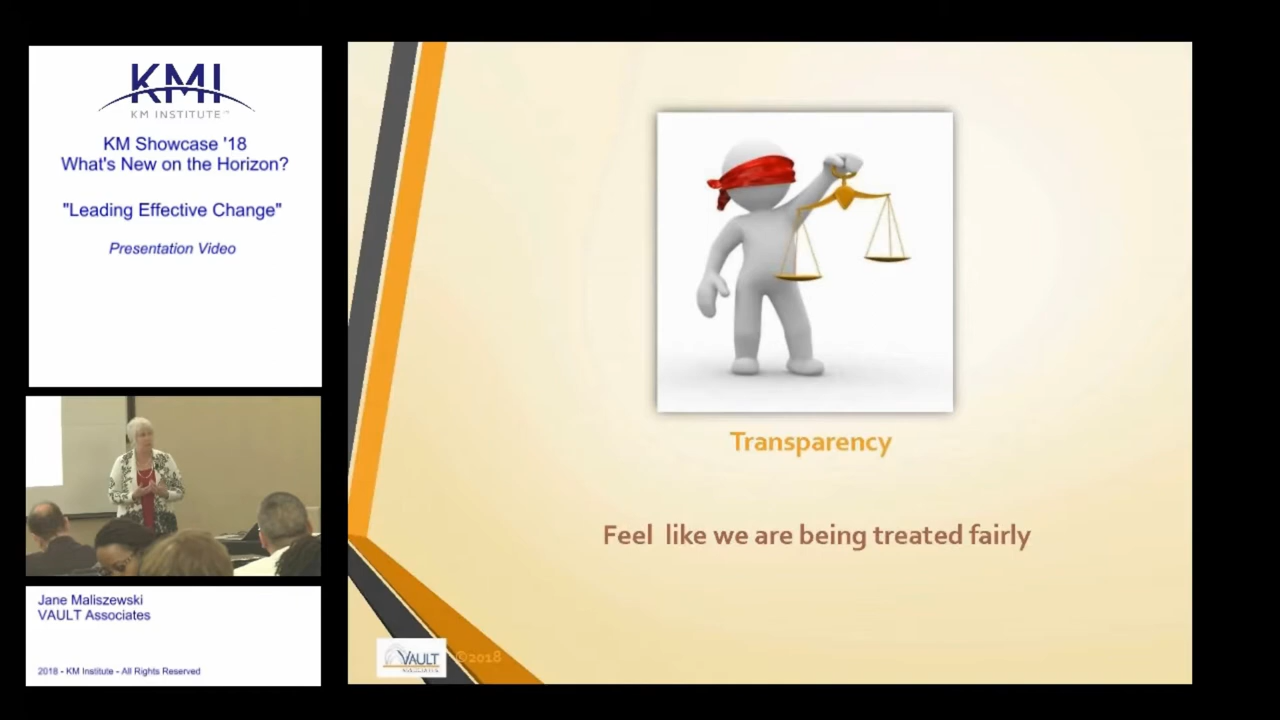 KMI
KM INSTITUTE
KM Showcase '18
What's New on the Horizon?
"Leading Effective Change"
Presentation Video
Jane Maliszewski
VAULT Associates
2018 - KM Institute - All Rights Reserved
Transparency
Feel like we are being treated fairly
VAULT
©2018